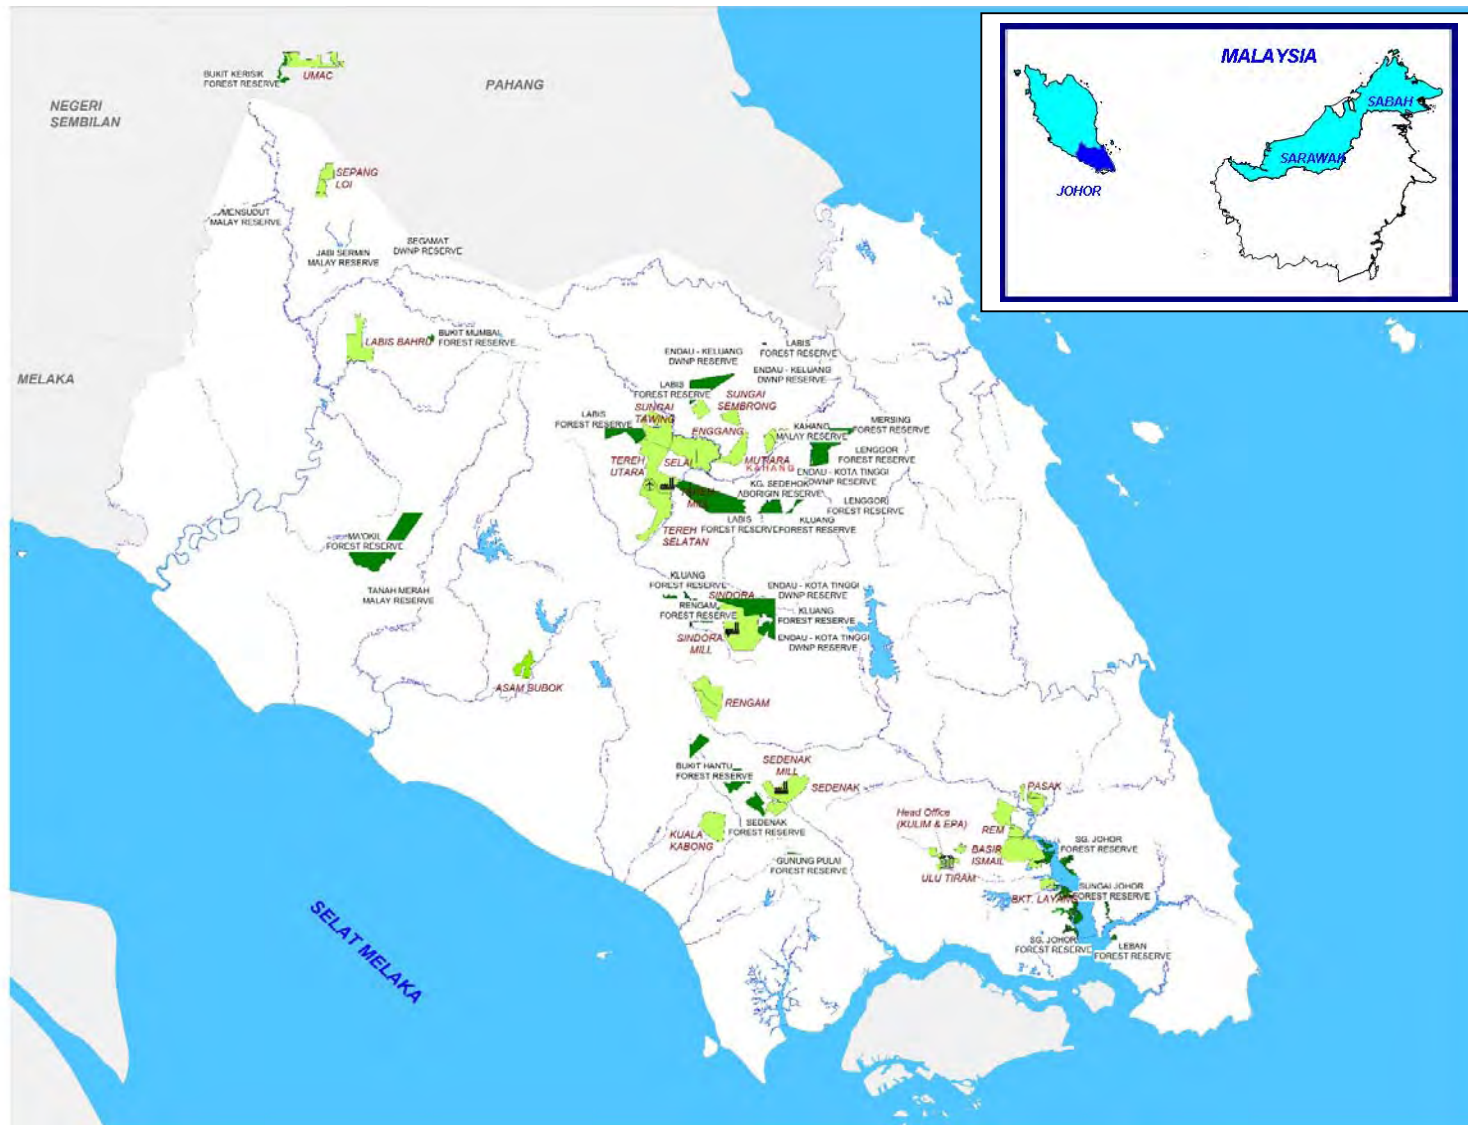 MALAYSIA
SABAH
SARAWAK
JOHOR
BUKIT KERISIK
FOREST RESERVE
UMAC
PAHANG
NEGERI
SEMBILAN
SEPANG
LOI
MENSUDUT
MALAY RESERVE
JABI SERMIN
MALAY RESERVE
SEGAMAT
DWNP RESERVE
LABIS BAHRU
BUKIT MUMBAI
FOREST RESERVE
MELAKA
LABIS
FOREST RESERVE
ENDAU - KELUANG
DWNP RESERVE
ENDAU - KELUANG
DWNP RESERVE
LABIS
FOREST RESERVE
SUNGAI
SEMBRONG
SUNGAI
TAWING
LABIS
FOREST RESERVE
ENGGANG
KAHANG
MALAY RESERVE
MERSING
FOREST RESERVE
LENGGOR
FOREST RESERVE
TEREH
UTARA
SELAI
MUTIARA
KAHANG
ENDAU - KOTA TINGGI
DWNP RESERVE
KG. SEDEHOK
ABORIGIN RESERVE
TEREH
MILL
LENGGOR
FOREST RESERVE
LABIS
FOREST RESERVE
KLUANG
FOREST RESERVE
TEREH
SELATAN
MA'OKIL
FOREST RESERVE
TANAH MERAH
MALAY RESERVE
KLUANG
FOREST RESERVE
ENDAU - KOTA TINGGI
DWNP RESERVE
SINDORA
RENGAM
FOREST RESERVE
KLUANG
FOREST RESERVE
SINDORA
MILL
ENDAU - KOTA TINGGI
DWNP RESERVE
ASAM BUBOK
RENGAM
BUKIT HANTU
FOREST RESERVE
SEDENAK
MILL
SEDENAK
SEDENAK
FOREST RESERVE
KUALA
KABONG
GUNUNG PULAI
FOREST RESERVE
PASAK
Head Office
(KULIM & EPA)
REM
BASIR
ISMAIL
SG. JOHOR
FOREST RESERVE
ULU TIRAM
SUNGAI JOHOR
FOREST RESERVE
BKT. LAYANG
SG. JOHOR
FOREST RESERVE
LEBAN
FOREST RESERVE
SELAT MELAKA